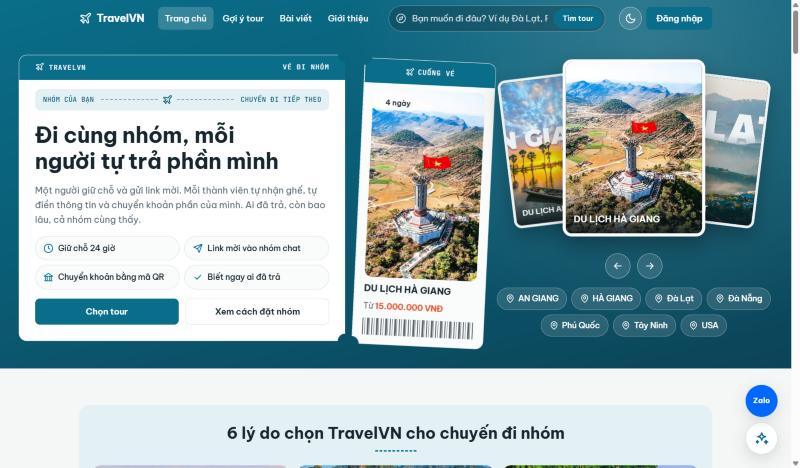 TravelVN
Trang chủ
Gợi ý tour
Bài viết
Giới thiệu
Bạn muốn đi đâu? Ví dụ Đà Lạt, F
Tìm tour
Đăng nhập
TRAVELVN
VÉ ĐI NHÓM
NHÓM CỦA BẠN
CHUYẾN ĐI TIẾP THEO
Đi cùng nhóm, mỗi
người tự trả phần mình
Một người giữ chỗ và gửi link mời. Mỗi thành viên tự nhận ghế, tự
điền thông tin và chuyển khoản phần của mình. Ai đã trả, còn bao
lâu, cả nhóm cùng thấy.
Giữ chỗ 24 giờ
Link mời vào nhóm chat
Chuyển khoản bằng mã QR
Biết ngay ai đã trả
Chọn tour
Xem cách đặt nhóm
CUỐNG VÉ
4 ngày
DU LỊCH HÀ GIANG
Từ 15.000.000 VNĐ
N GIA
DU LỊCH AN
DU LỊCH HÀ GIANG
LẠT
AN GIANG
HÀ GIANG
Đà Lạt
Đà Nẵng
Phú Quốc
Tây Ninh
USA
Zalo
6 lý do chọn TravelVN cho chuyến đi nhóm